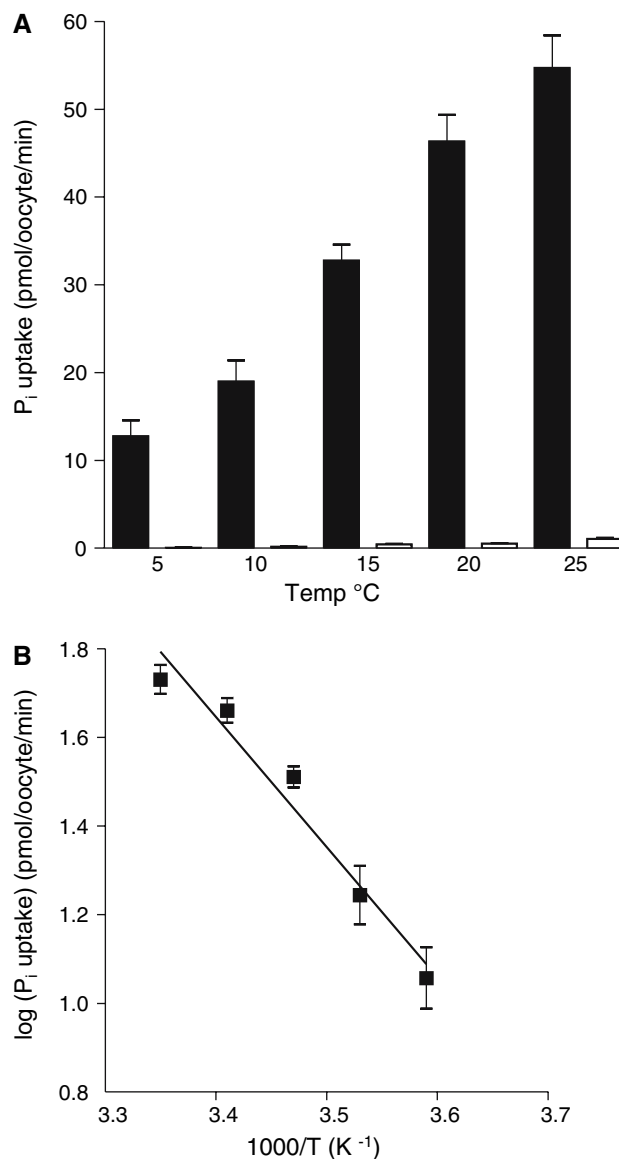 A
60
50
40
30
20
10
0
Pi uptake (pmol/oocyte/min)
5 10 15 20 25
Temp °C
B
1.8
1.6
1.4
1.2
1.0
0.8
log (Pi uptake) (pmol/oocyte/min)
3.3 3.4 3.5 3.6 3.7
1000/T (K -1)